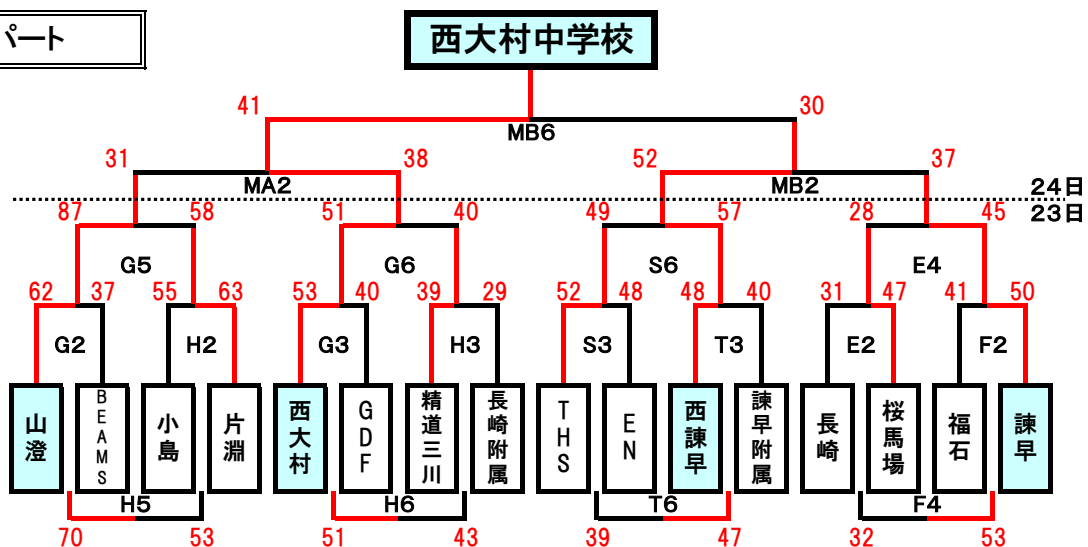 パート
西大村中学校
41 30
MB6
31 38 52 37
MA2 MB2 24日
23日
87 58 51 40 49 57 28 45
G5 G6 S6 E4
62 37 55 63 53 40 39 29 52 48 48 40 31 47 41 50
G2 H2 G3 H3 S3 T3 E2 F2
山澄
BEAMS
小島
片淵
西大村
GDF
精道三川
長崎附属
THS
EN
西諫早
諫早附属
長崎
桜馬場
福石
諫早
H5 H6 T6 F4
70 53 51 43 39 47 32 53